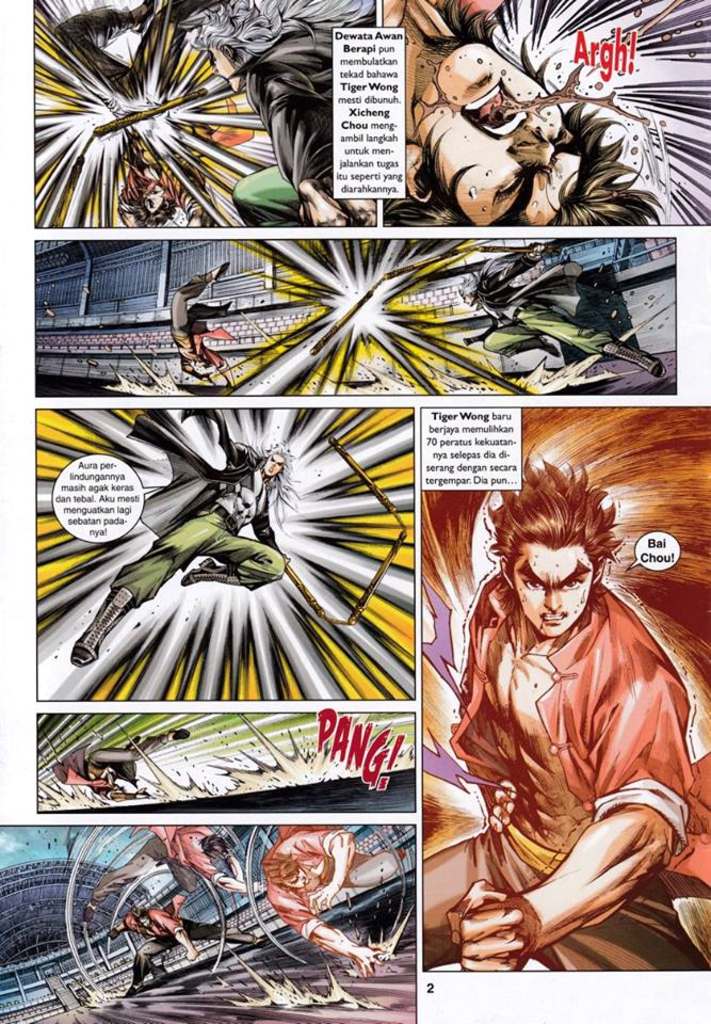 Dewata Awan
Berapi pun
membulatkan
tekad bahawa
Tiger Wong
mesti dibunuh.
Xicheng
Chou meng-
ambil langkah
untuk men-
jalankan tugas
itu seperti yang
diarahkannya.
Argh!
Aura per-
lindungannya
masih agak keras
dan tebal. Aku mesti
menguatkan lagi
sebatan pada-
nya!
Tiger Wong baru
berjaya memulihkan
70 peratus kekuatan-
nya selepas dia di-
serang dengan secara
tergempar. Dia pun...
Bai
Chou!
PANG!
2